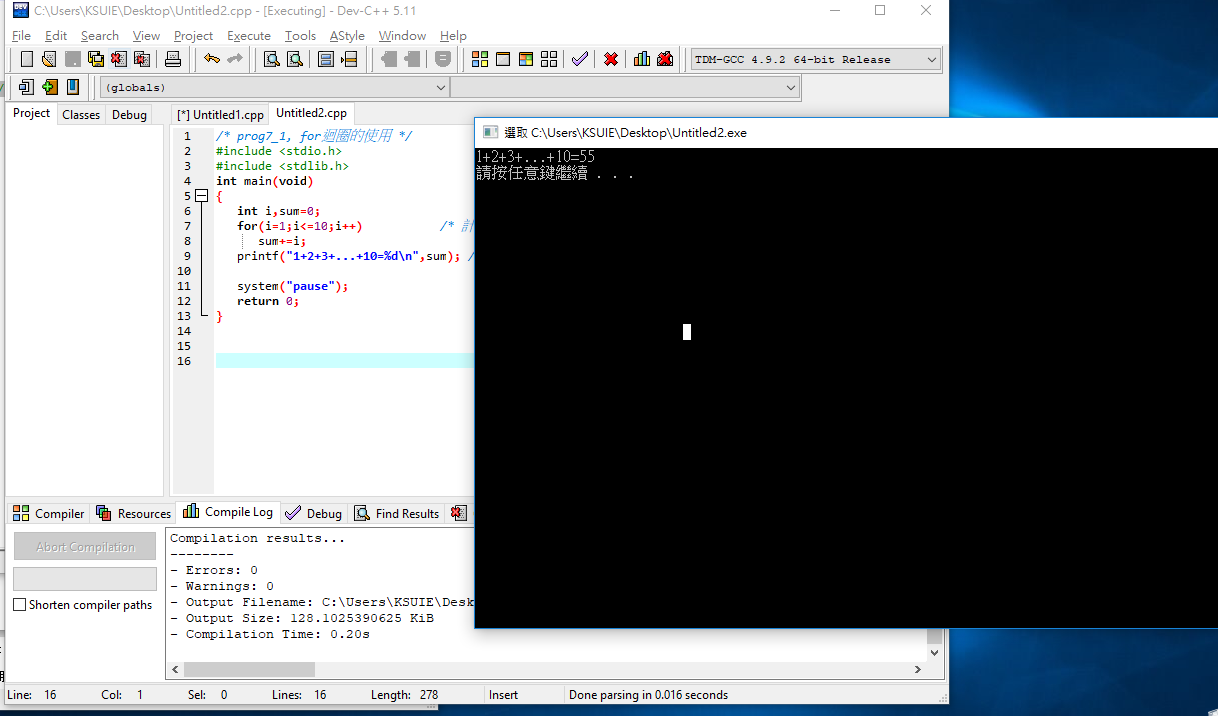 C:\Users\KSUIE\Desktop\Untitled2.cpp - [Executing] - Dev-C++ 5.11
File Edit Search View Project Execute Tools AStyle Window Help
TDM-GCC 4.9.2 64-bit Release
(globals)
Project Classes Debug
[*] Untitled1.cpp Untitled2.cpp
1 /* prog7_1, for迴圈的使用 */
2 #include <stdio.h>
3 #include <stdlib.h>
4 int main(void)
5 {
6 int i,sum=0;
7 for(i=1;i<=10;i++) /* 計
8 sum+=i;
9 printf("1+2+3+...+10=%d\n",sum); /
10
11 system("pause");
12 return 0;
13 }
14
15
16
選取 C:\Users\KSUIE\Desktop\Untitled2.exe
1+2+3+...+10=55
請按任意鍵繼續 . . .
Compiler Resources Compile Log Debug Find Results
Abort Compilation
Shorten compiler paths
Compilation results...
--------
- Errors: 0
- Warnings: 0
- Output Filename: C:\Users\KSUIE\Desk
- Output Size: 128.1025390625 KiB
- Compilation Time: 0.20s
Line: 16 Col: 1 Sel: 0 Lines: 16 Length: 278 Insert Done parsing in 0.016 seconds